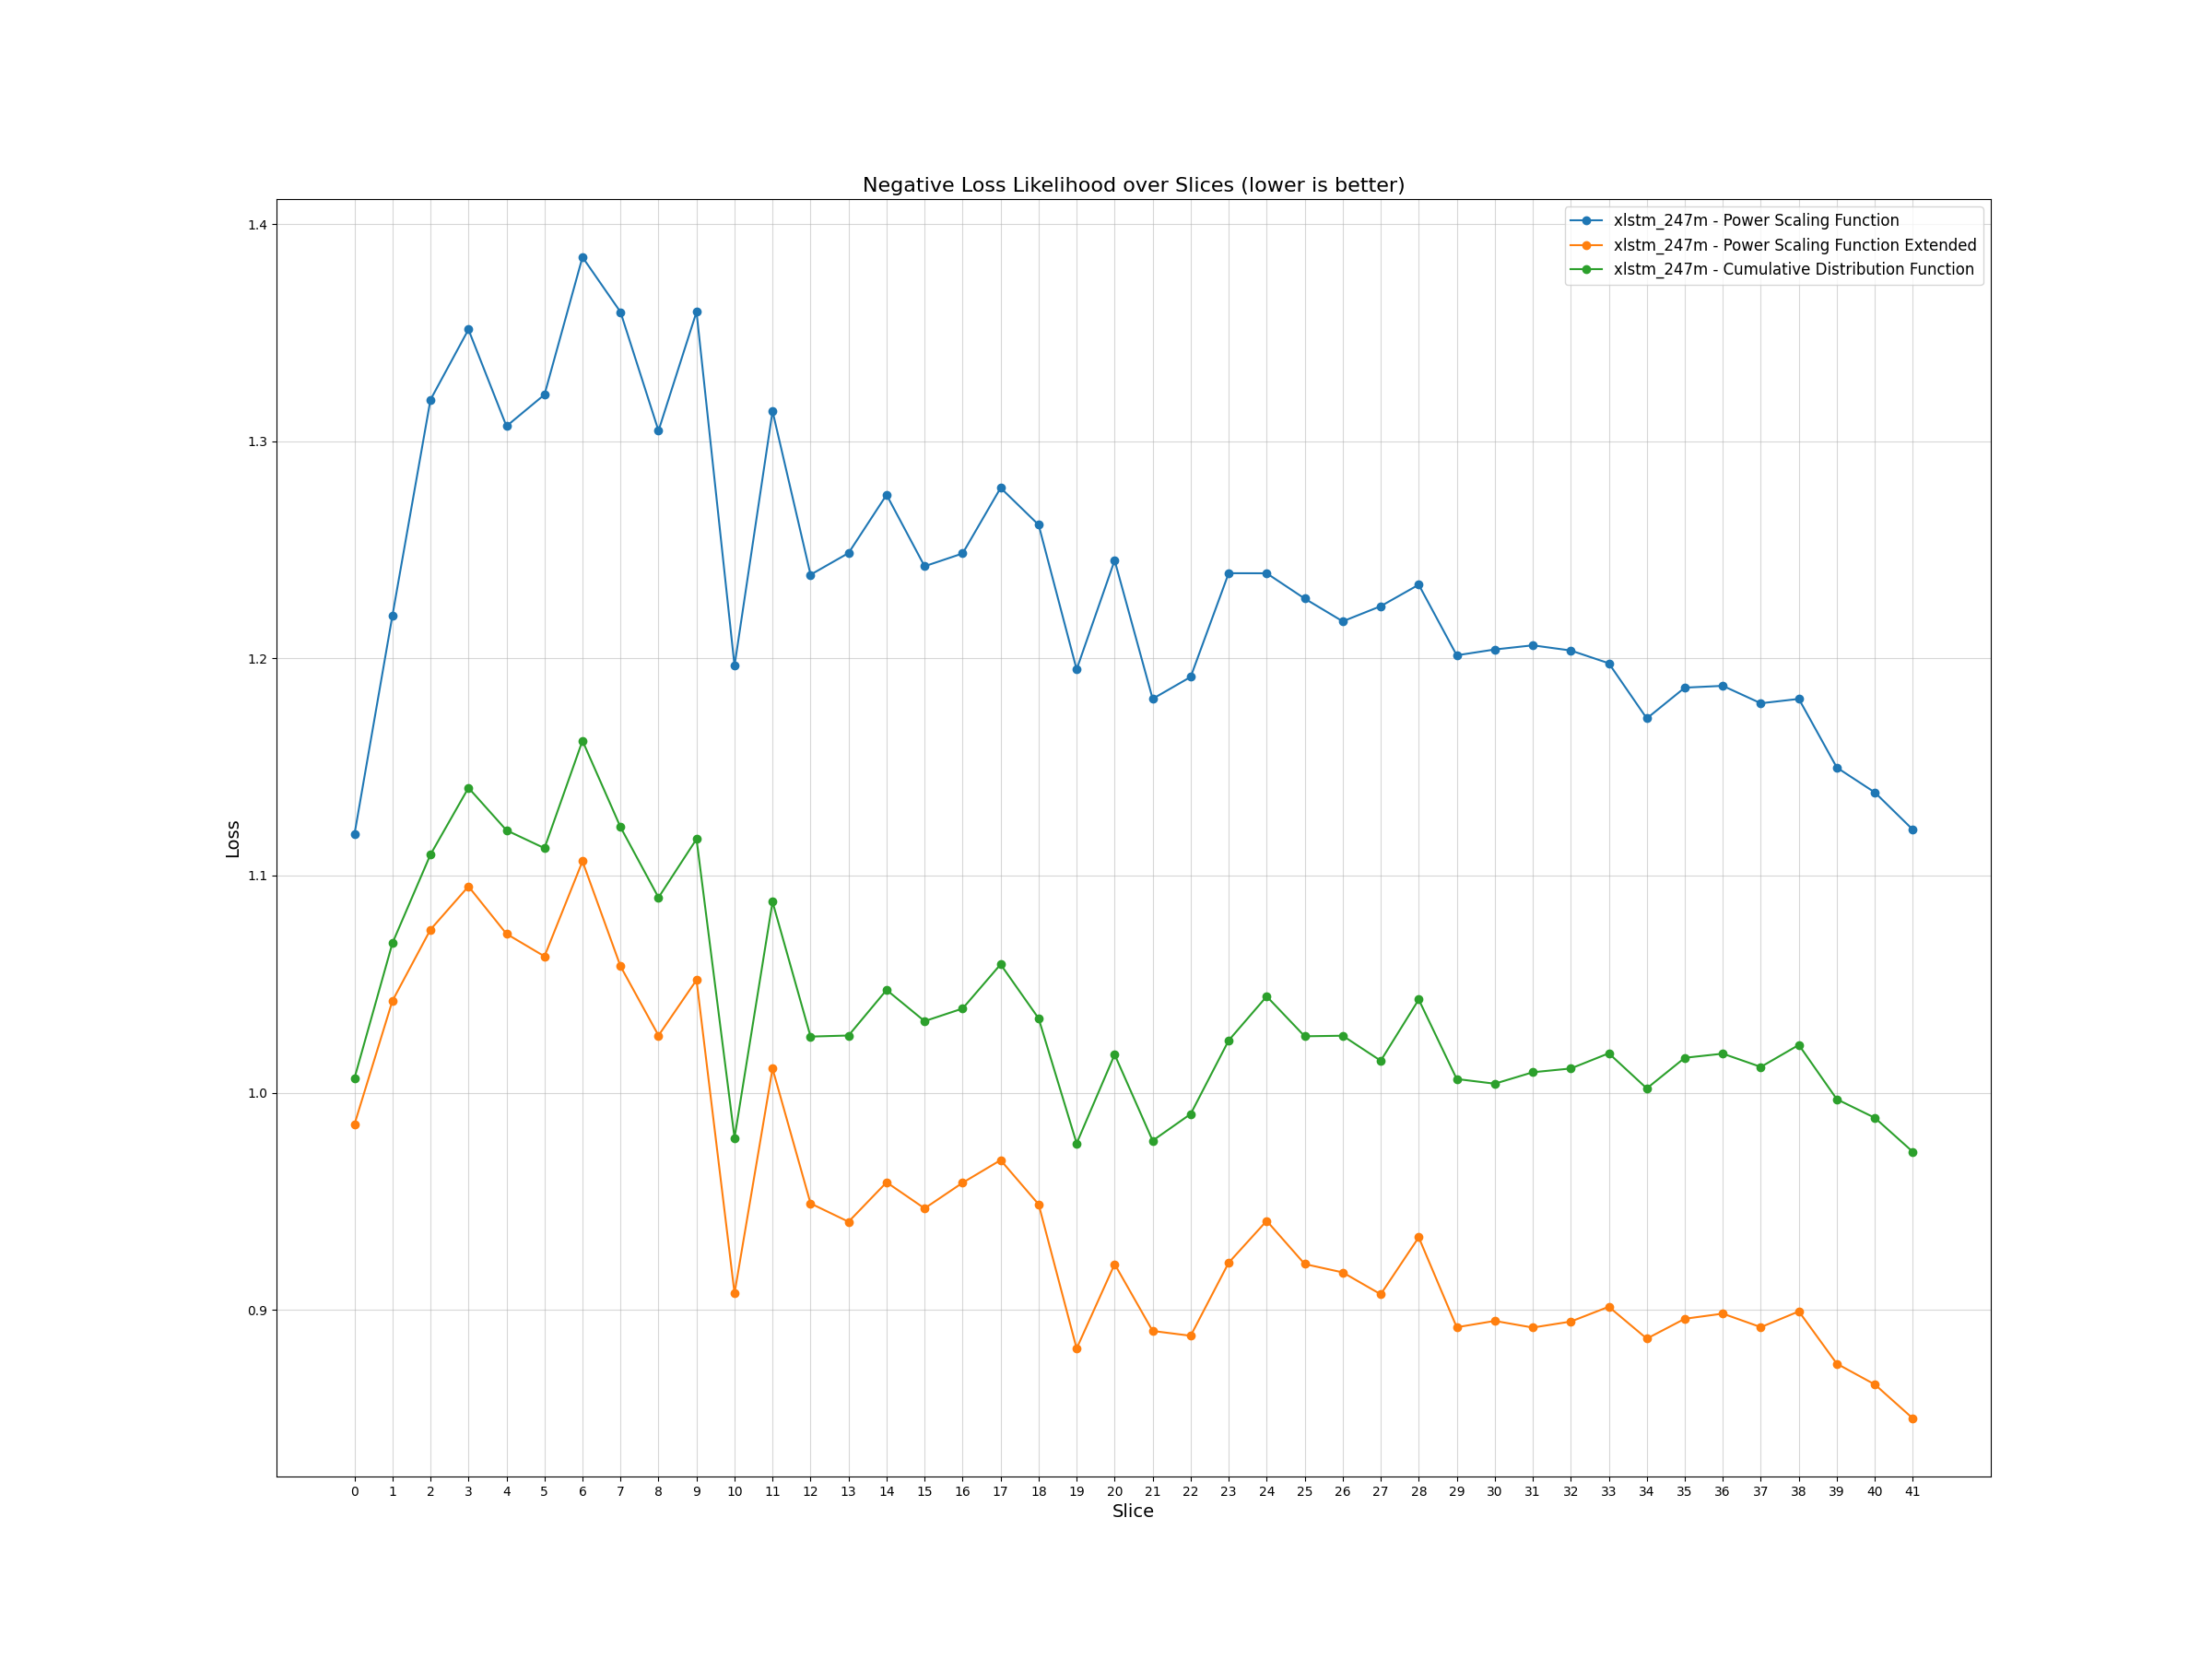 Negative Loss Likelihood over Slices (lower is better)
xlstm_247m - Power Scaling Function
xlstm_247m - Power Scaling Function Extended
xlstm_247m - Cumulative Distribution Function
1.4
1.3
1.2
1.1
1.0
0.9
Loss
0 1 2 3 4 5 6 7 8 9 10 11 12 13 14 15 16 17 18 19 20 21 22 23 24 25 26 27 28 29 30 31 32 33 34 35 36 37 38 39 40 41
Slice